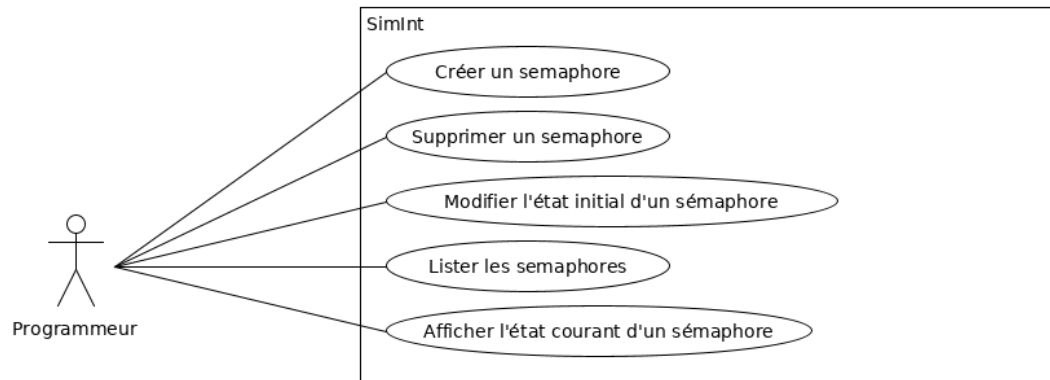 SimInt
Créer un semaphore
Supprimer un semaphore
Modifier l'état initial d'un sémaphore
Lister les semaphores
Afficher l'état courant d'un sémaphore
Programmeur